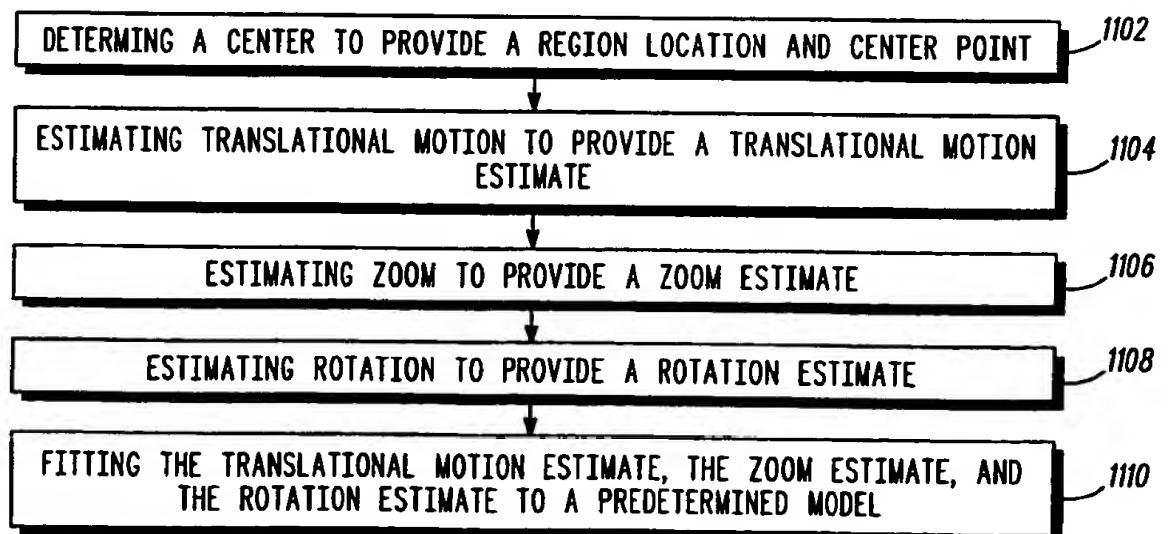 DETERMING A CENTER TO PROVIDE A REGION LOCATION AND CENTER POINT
1102
ESTIMATING TRANSLATIONAL MOTION TO PROVIDE A TRANSLATIONAL MOTION
ESTIMATE
1104
ESTIMATING ZOOM TO PROVIDE A ZOOM ESTIMATE
1106
ESTIMATING ROTATION TO PROVIDE A ROTATION ESTIMATE
1108
FITTING THE TRANSLATIONAL MOTION ESTIMATE, THE ZOOM ESTIMATE, AND
THE ROTATION ESTIMATE TO A PREDETERMINED MODEL
1110